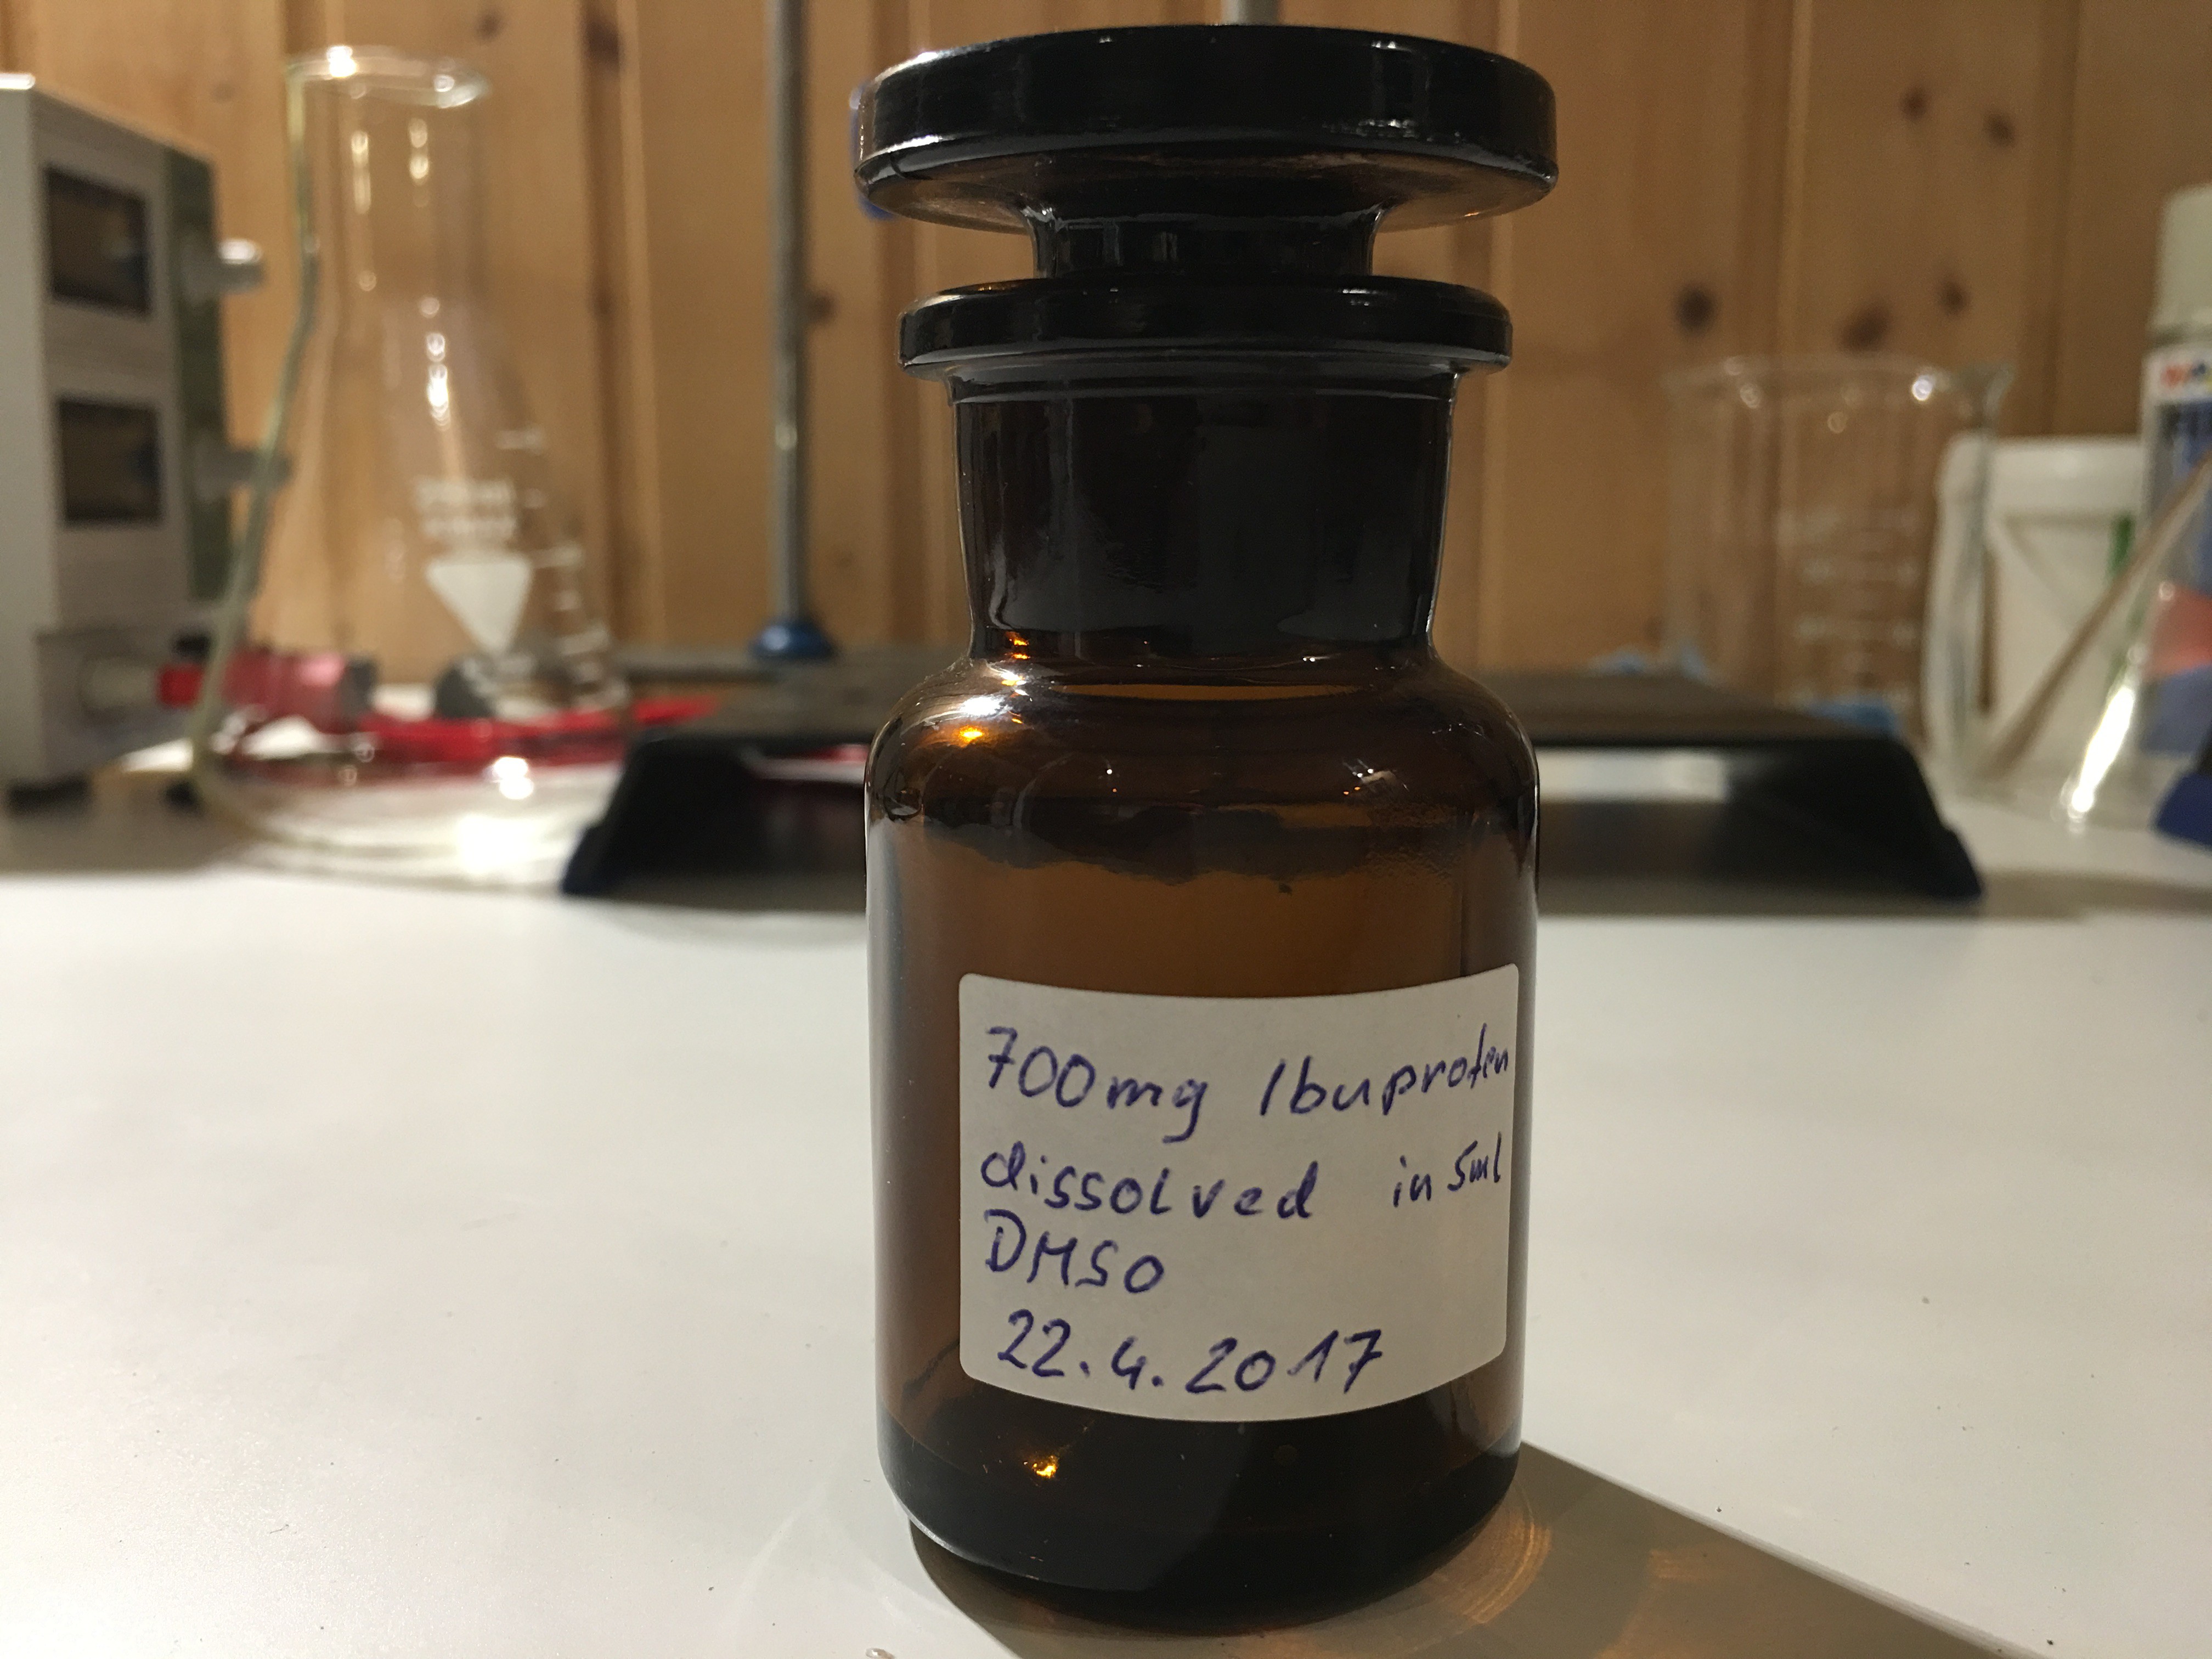 700mg Ibuprofen
dissolved in 5ml
DMSO
22.4.2017